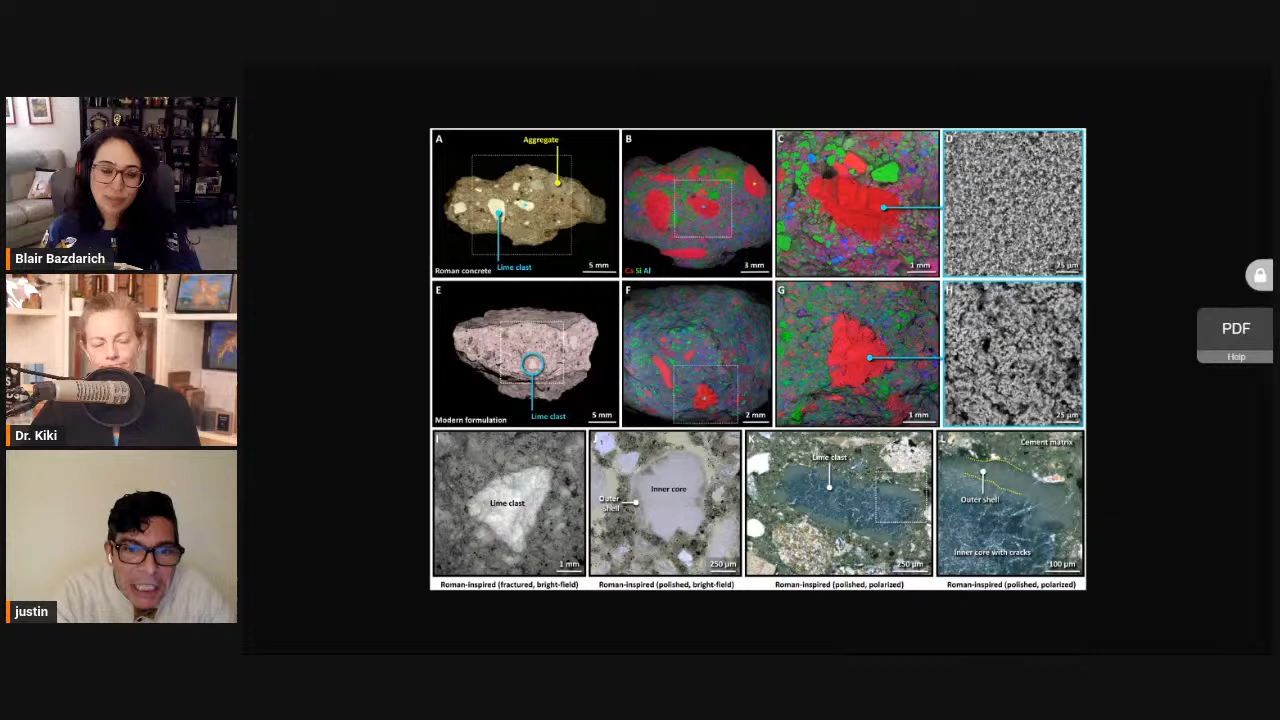 Blair Bazdarich
Dr. Kiki
justin
A
Aggregate
Lime clast
Roman concrete
5 mm
B
Ca Si Al
3 mm
C
1 mm
D
25 µm
E
Lime clast
Modern formulation
5 mm
F
2 mm
G
1 mm
H
25 µm
I
Lime clast
1 mm
J
Inner core
Outer
shell
250 µm
K
Lime clast
250 µm
L
Cement matrix
Outer shell
Inner core with cracks
100 µm
Roman-inspired (fractured, bright-field)
Roman-inspired (polished, bright-field)
Roman-inspired (polished, polarized)
Roman-inspired (polished, polarized)
PDF
Help